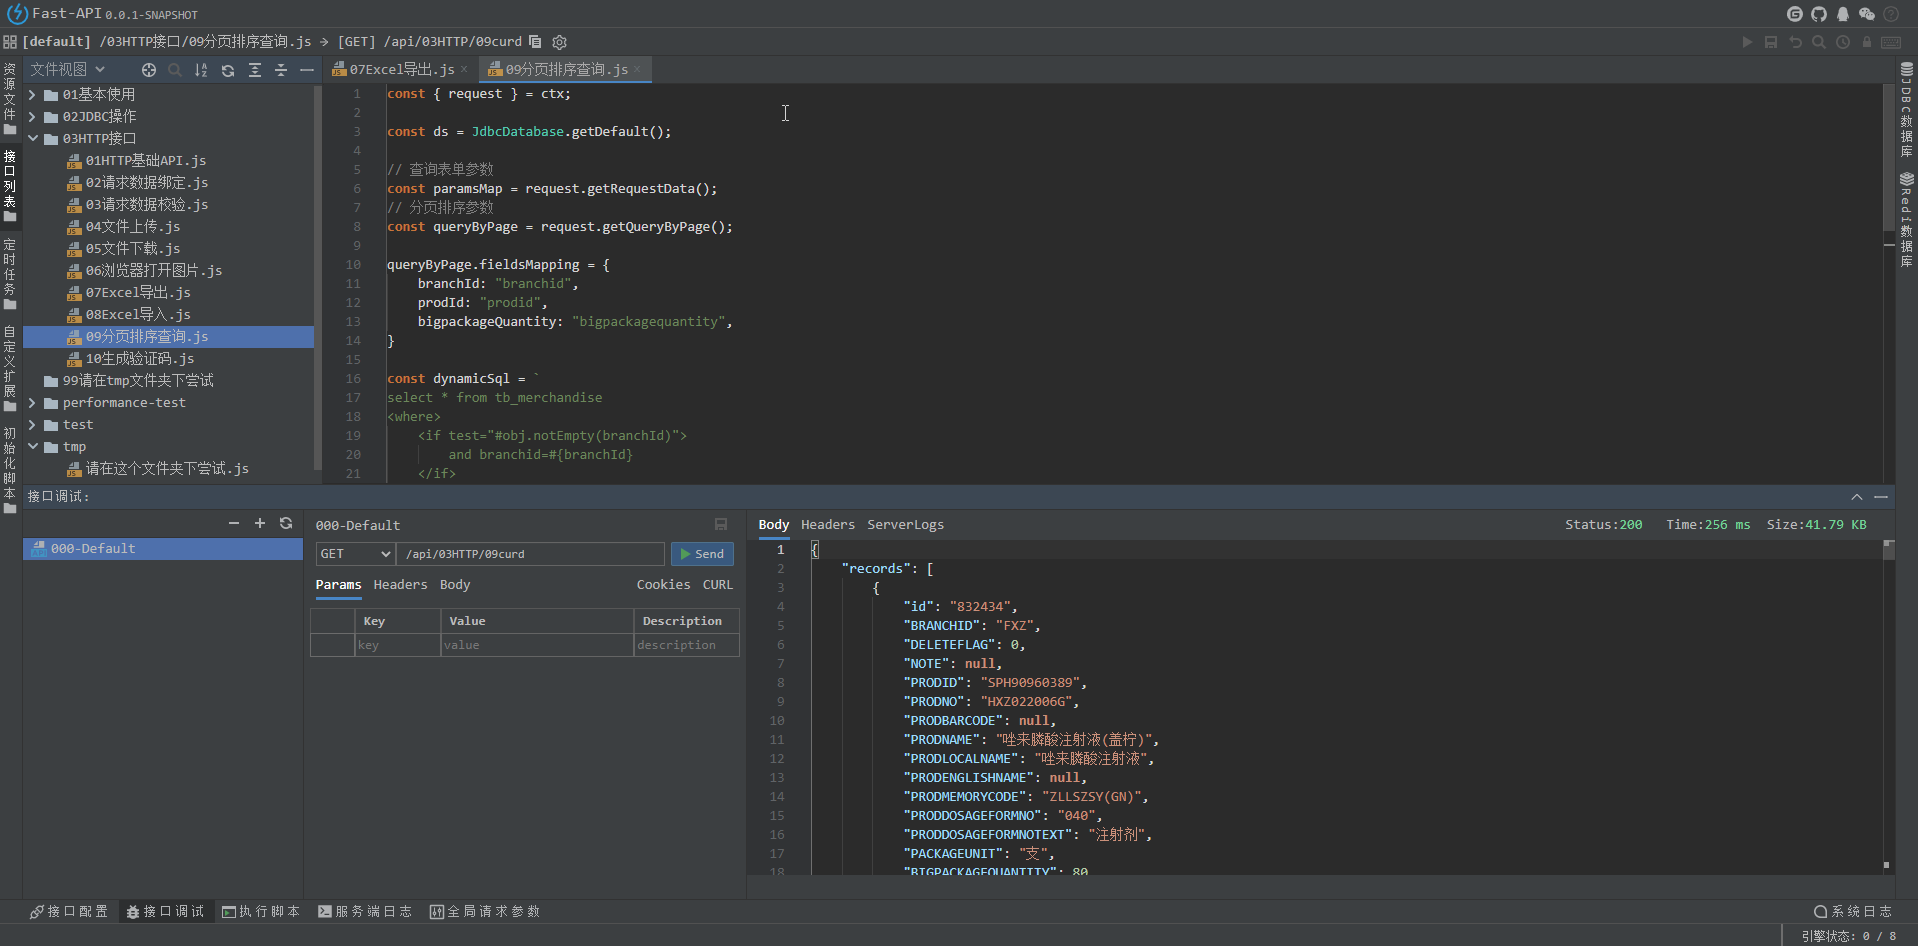 Fast-API 0.0.1-SNAPSHOT
[default] /03HTTP接口/09分页排序查询.js → [GET] /api/03HTTP/09curd
资源文件
接口列表
定时任务
自定义扩展
初始化脚本
文件视图
01基本使用
02JDBC操作
03HTTP接口
01HTTP基础API.js
02请求数据绑定.js
03请求数据校验.js
04文件上传.js
05文件下载.js
06浏览器打开图片.js
07Excel导出.js
08Excel导入.js
09分页排序查询.js
10生成验证码.js
99请在tmp文件夹下尝试
performance-test
test
tmp
请在这个文件夹下尝试.js
07Excel导出.js × 09分页排序查询.js ×
1 const { request } = ctx;
2
3 const ds = JdbcDatabase.getDefault();
4
5 // 查询表单参数
6 const paramsMap = request.getRequestData();
7 // 分页排序参数
8 const queryByPage = request.getQueryByPage();
9
10 queryByPage.fieldsMapping = {
11 branchId: "branchid",
12 prodId: "prodid",
13 bigpackageQuantity: "bigpackagequantity",
14 }
15
16 const dynamicSql = `
17 select * from tb_merchandise
18 <where>
19 <if test="#obj.notEmpty(branchId)">
20 and branchid=#{branchId}
21 </if>
JDBC数据库
Redis数据库
接口调试:
000-Default
000-Default
GET /api/03HTTP/09curd Send
Params Headers Body Cookies CURL
Key Value Description
key value description
Body Headers ServerLogs Status:200 Time:256 ms Size:41.79 KB
1 {
2 "records": [
3 {
4 "id": "832434",
5 "BRANCHID": "FXZ",
6 "DELETEFLAG": 0,
7 "NOTE": null,
8 "PRODID": "SPH90960389",
9 "PRODNO": "HXZ022006G",
10 "PRODBARCODE": null,
11 "PRODNAME": "唑来膦酸注射液(盖柠)",
12 "PRODLOCALNAME": "唑来膦酸注射液",
13 "PRODENGLISHNAME": null,
14 "PRODMEMORYCODE": "ZLLSZSY(GN)",
15 "PRODDOSAGEFORMNO": "040",
16 "PRODDOSAGEFORMNOTEXT": "注射剂",
17 "PACKAGEUNIT": "支",
18 "BIGPACKAGEQUANTITY": 80
接口配置 接口调试 执行脚本 服务端日志 全局请求参数 系统日志
引擎状态: 0 / 8